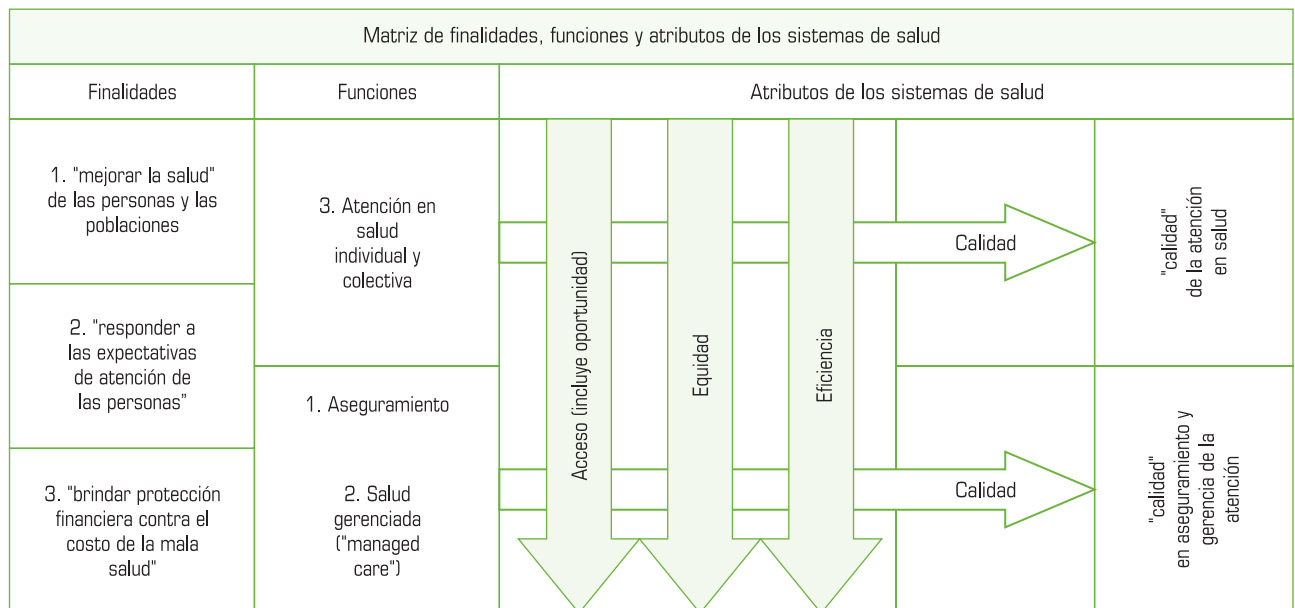 Matriz de finalidades, funciones y atributos de los sistemas de salud
Finalidades
Funciones
Atributos de los sistemas de salud
1. "mejorar la salud"
de las personas y las
poblaciones
2. "responder a
las expectativas
de atención de
las personas”
3. "brindar protección
financiera contra el
costo de la mala
salud"
3. Atención en
salud
individual y
colectiva
1. Aseguramiento
2. Salud
gerenciada
("managed
care")
Acceso (incluye oportunidad)
Equidad
Eficiencia
Calidad
"calidad"
de la atención
en salud
Calidad
"calidad"
en aseguramiento y
gerencia de la
atención